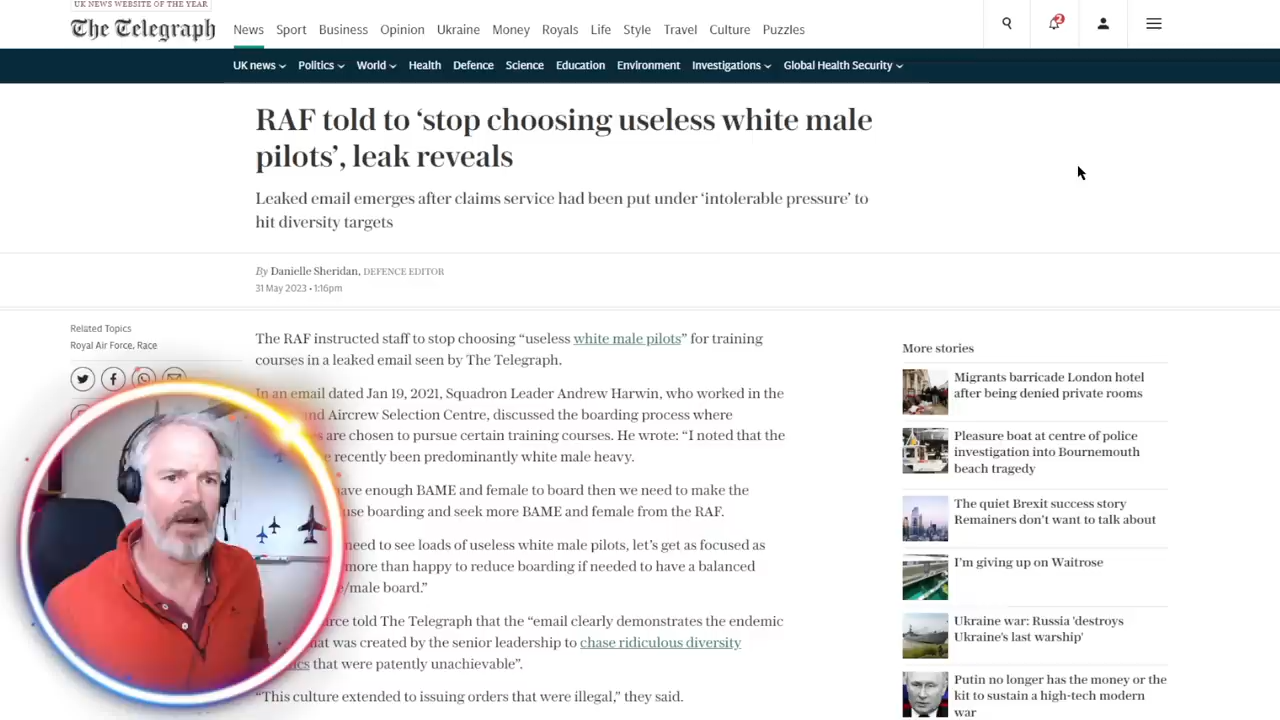 UK NEWS WEBSITE OF THE YEAR
The Telegraph
News Sport Business Opinion Ukraine Money Royals Life Style Travel Culture Puzzles
2
UK news Politics World Health Defence Science Education Environment Investigations Global Health Security
RAF told to ‘stop choosing useless white male
pilots’, leak reveals
Leaked email emerges after claims service had been put under ‘intolerable pressure’ to
hit diversity targets
By Danielle Sheridan, DEFENCE EDITOR
31 May 2023 • 1:16pm
Related Topics
Royal Air Force, Race
The RAF instructed staff to stop choosing “useless white male pilots” for training
courses in a leaked email seen by The Telegraph.
In an email dated Jan 19, 2021, Squadron Leader Andrew Harwin, who worked in the
and Aircrew Selection Centre, discussed the boarding process where
are chosen to pursue certain training courses. He wrote: “I noted that the
recently been predominantly white male heavy.
have enough BAME and female to board then we need to make the
boarding and seek more BAME and female from the RAF.
need to see loads of useless white male pilots, let’s get as focused as
more than happy to reduce boarding if needed to have a balanced
/male board.”
told The Telegraph that the “email clearly demonstrates the endemic
that was created by the senior leadership to chase ridiculous diversity
that were patently unachievable”.
“This culture extended to issuing orders that were illegal,” they said.
More stories
Migrants barricade London hotel
after being denied private rooms
Pleasure boat at centre of police
investigation into Bournemouth
beach tragedy
The quiet Brexit success story
Remainers don’t want to talk about
I’m giving up on Waitrose
Ukraine war: Russia 'destroys
Ukraine's last warship'
Putin no longer has the money or the
kit to sustain a high-tech modern
war